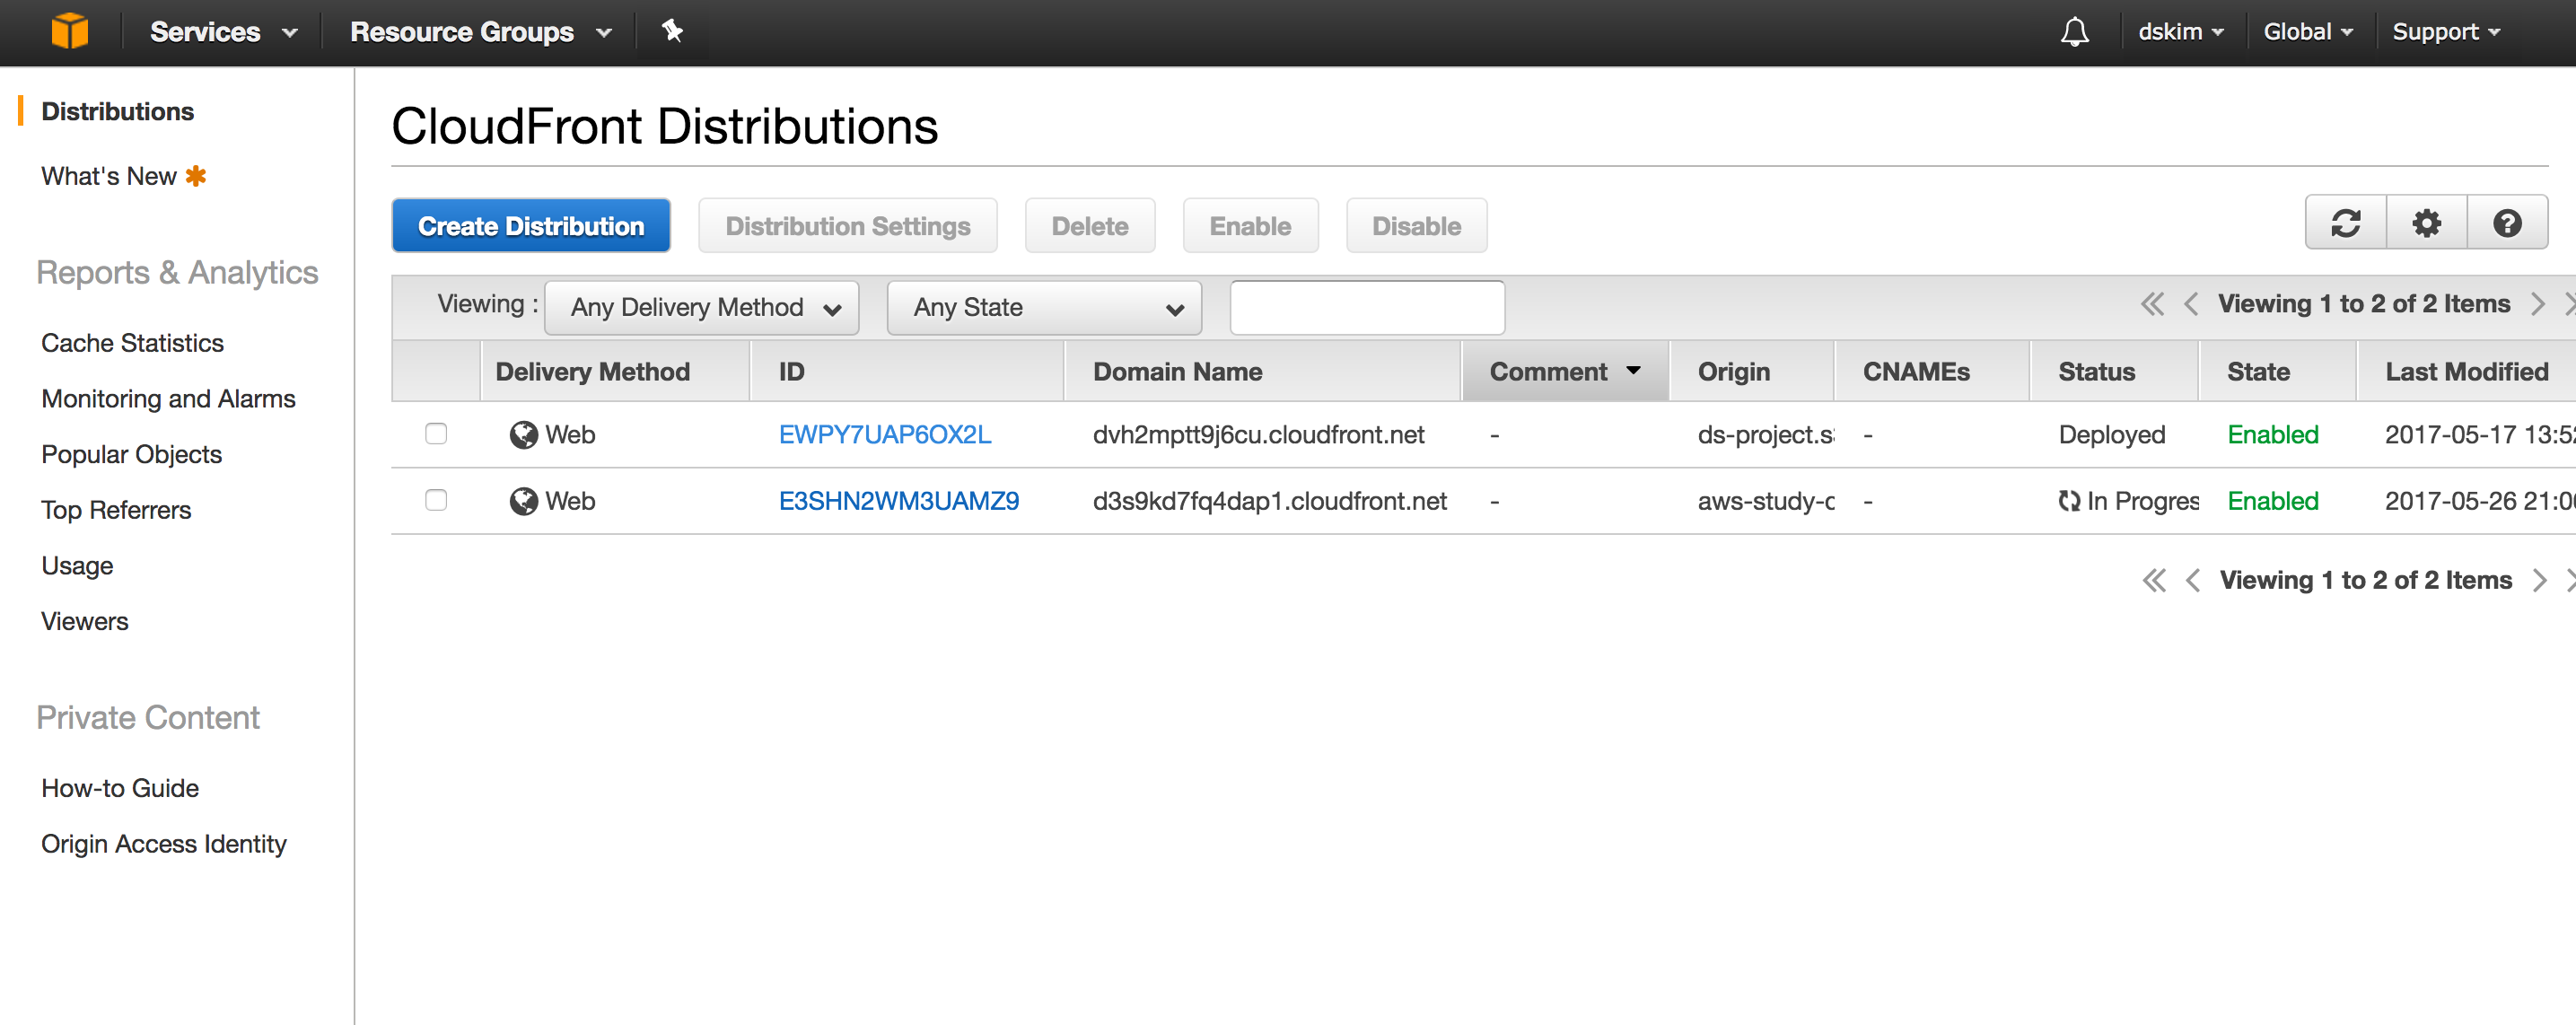 Services Resource Groups dskim Global Support
Distributions
What's New
Reports & Analytics
Cache Statistics
Monitoring and Alarms
Popular Objects
Top Referrers
Usage
Viewers
Private Content
How-to Guide
Origin Access Identity
CloudFront Distributions
Create Distribution Distribution Settings Delete Enable Disable
Viewing : Any Delivery Method Any State Viewing 1 to 2 of 2 Items
Delivery Method ID Domain Name Comment Origin CNAMEs Status State Last Modified
Web EWPY7UAP6OX2L dvh2mptt9j6cu.cloudfront.net - ds-project.s - Deployed Enabled 2017-05-17 13:52
Web E3SHN2WM3UAMZ9 d3s9kd7fq4dap1.cloudfront.net - aws-study-c - In Progres Enabled 2017-05-26 21:0
Viewing 1 to 2 of 2 Items